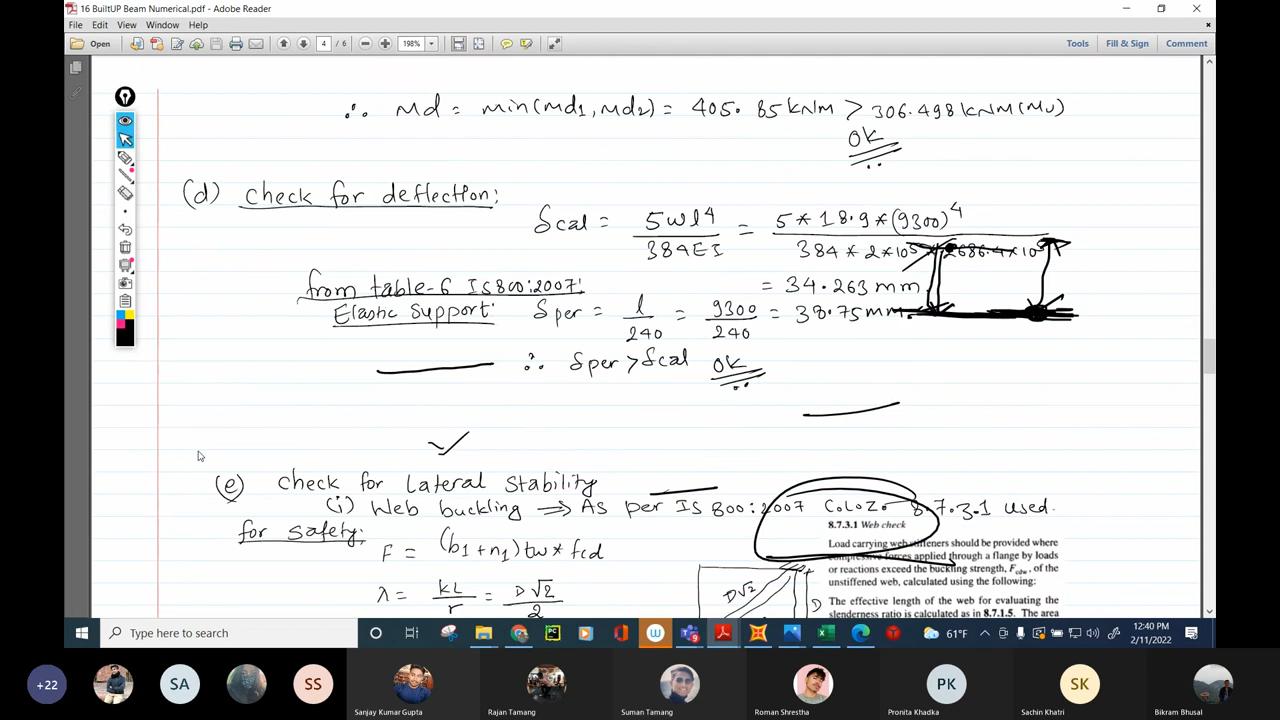 16 BuiltUP Beam Numerical.pdf - Adobe Reader
File Edit View Window Help
Open 4 / 6 198% Tools Fill & Sign Comment
∴ Md = min(Md1, Md2) = 405.85 kNm > 306.498 kNm (Mu)
OK
(d) Check for deflection:
δcal = 5wl⁴ / 384EI = 5*18.9*(9300)⁴ / 384*2*10⁵
from table-6 IS800:2007: = 34.263 mm
Elastic Support: δper = l/240 = 9300/240 = 38.75mm.
∴ δper > δcal OK
(e) Check for Lateral Stability
(i) Web buckling ⇒ As per IS 800:2007 8.7.3.1 used.
for safety:
8.7.3.1 Web check
F = (b1+n1)tw*fcd
Load carrying web stiffeners should be provided where
compressive forces applied through a flange by loads
or reactions exceed the buckling strength, Fcdw, of the
unstiffened web, calculated using the following:
λ = KL/r = D√2/2
D√2
D
The effective length of the web for evaluating the
slenderness ratio is calculated as in 8.7.1.5. The area
Type here to search
61°F
12:40 PM
2/11/2022
+22 SA SS PK SK
Sanjay Kumar Gupta Rajan Tamang Suman Tamang Roman Shrestha Pronita Khadka Sachin Khatri Bikram Bhusal